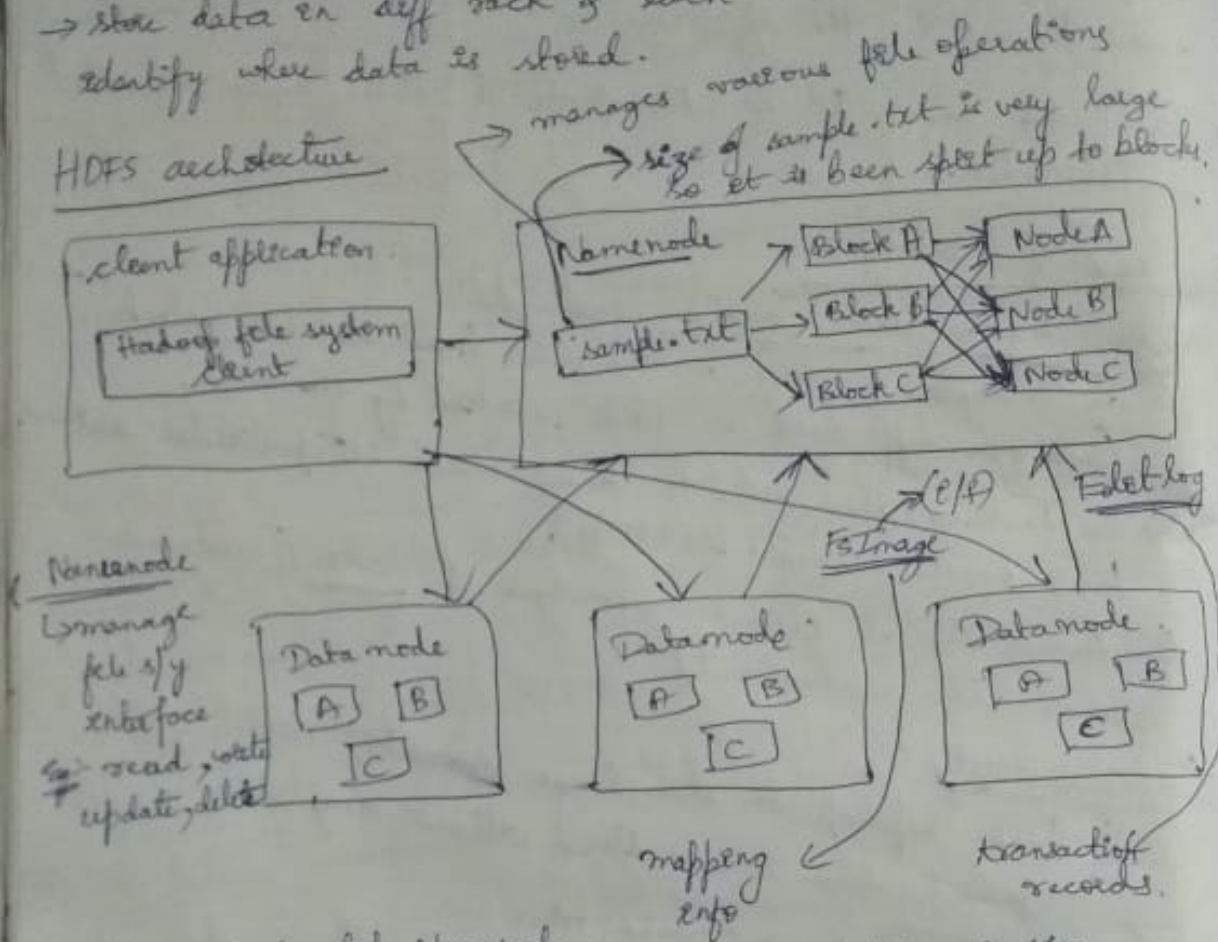 → store data in diff rack &
identify where data is stored.
→ manages various file operations
HDFS architecture
→ size of sample.txt is very large
so it is been split up to blocks.
client application
Hadoop file system
client
Namenode
sample.txt
Block A
Block B
Block C
Node A
Node B
Node C
(i/p)
FsImage
Editlog
Namenode
↳ manage
file s/y
interface
Eg:- read, write
update, delete
Data node
A B
C
Datanode
A B
C
Datanode
A B
C
mapping
info
transaction
records.